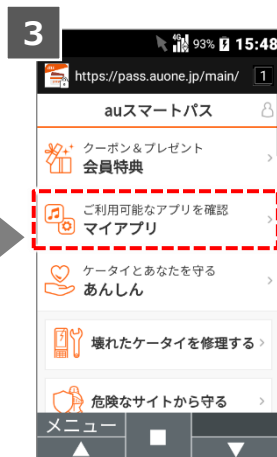 3
4G 93% 15:48
https://pass.auone.jp/main/ 1
auスマートパス
クーポン＆プレゼント
会員特典
ご利用可能なアプリを確認
マイアプリ
ケータイとあなたを守る
あんしん
壊れたケータイを修理する
危険なサイトから守る
メニュー